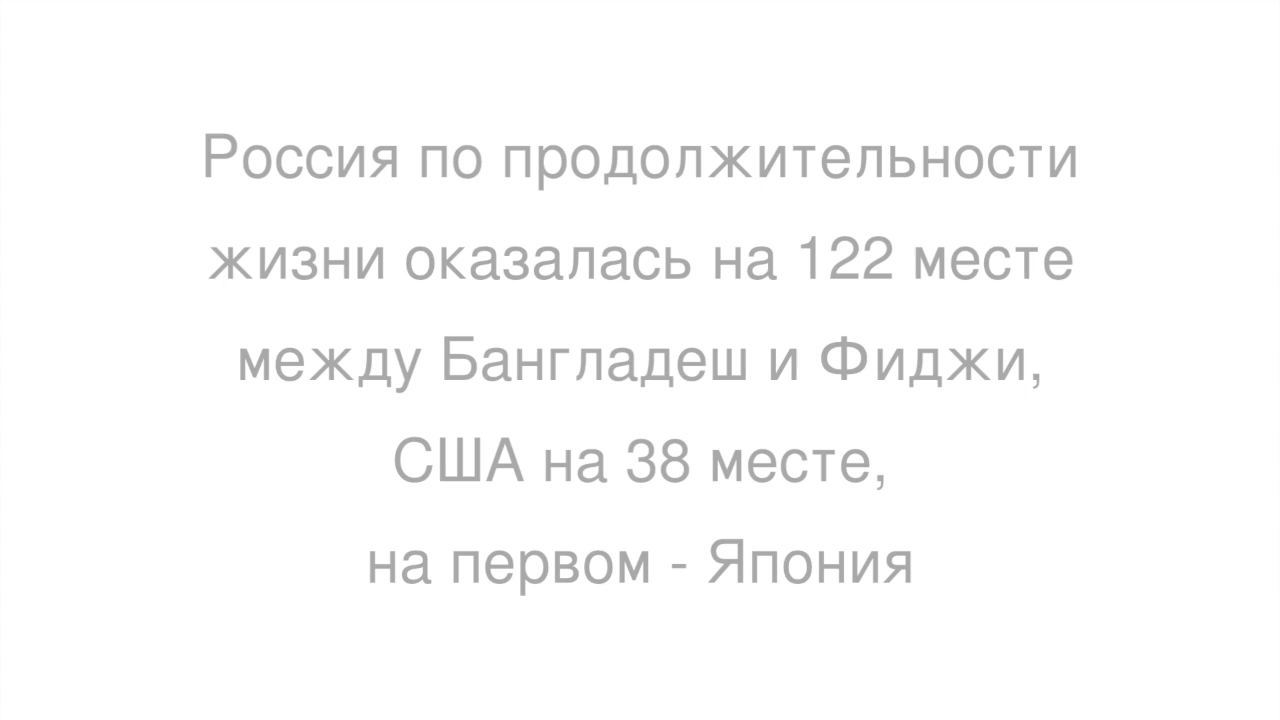 Россия по продолжительности
жизни оказалась на 122 месте
между Бангладеш и Фиджи,
США на 38 месте,
на первом - Япония